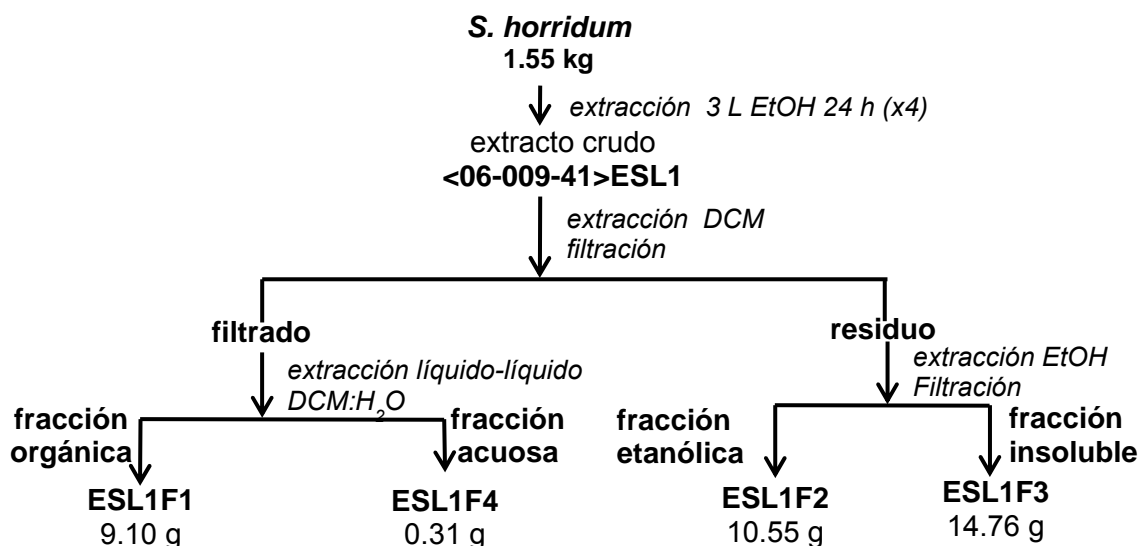 S. horridum
1.55 kg
extracción 3 L EtOH 24 h (x4)
extracto crudo
<06-009-41>ESL1
extracción DCM
filtración
filtrado
extracción líquido-líquido
DCM:H₂O
residuo
extracción EtOH
Filtración
fracción
orgánica
ESL1F1
9.10 g
fracción
acuosa
ESL1F4
0.31 g
fracción
etanólica
ESL1F2
10.55 g
fracción
insoluble
ESL1F3
14.76 g